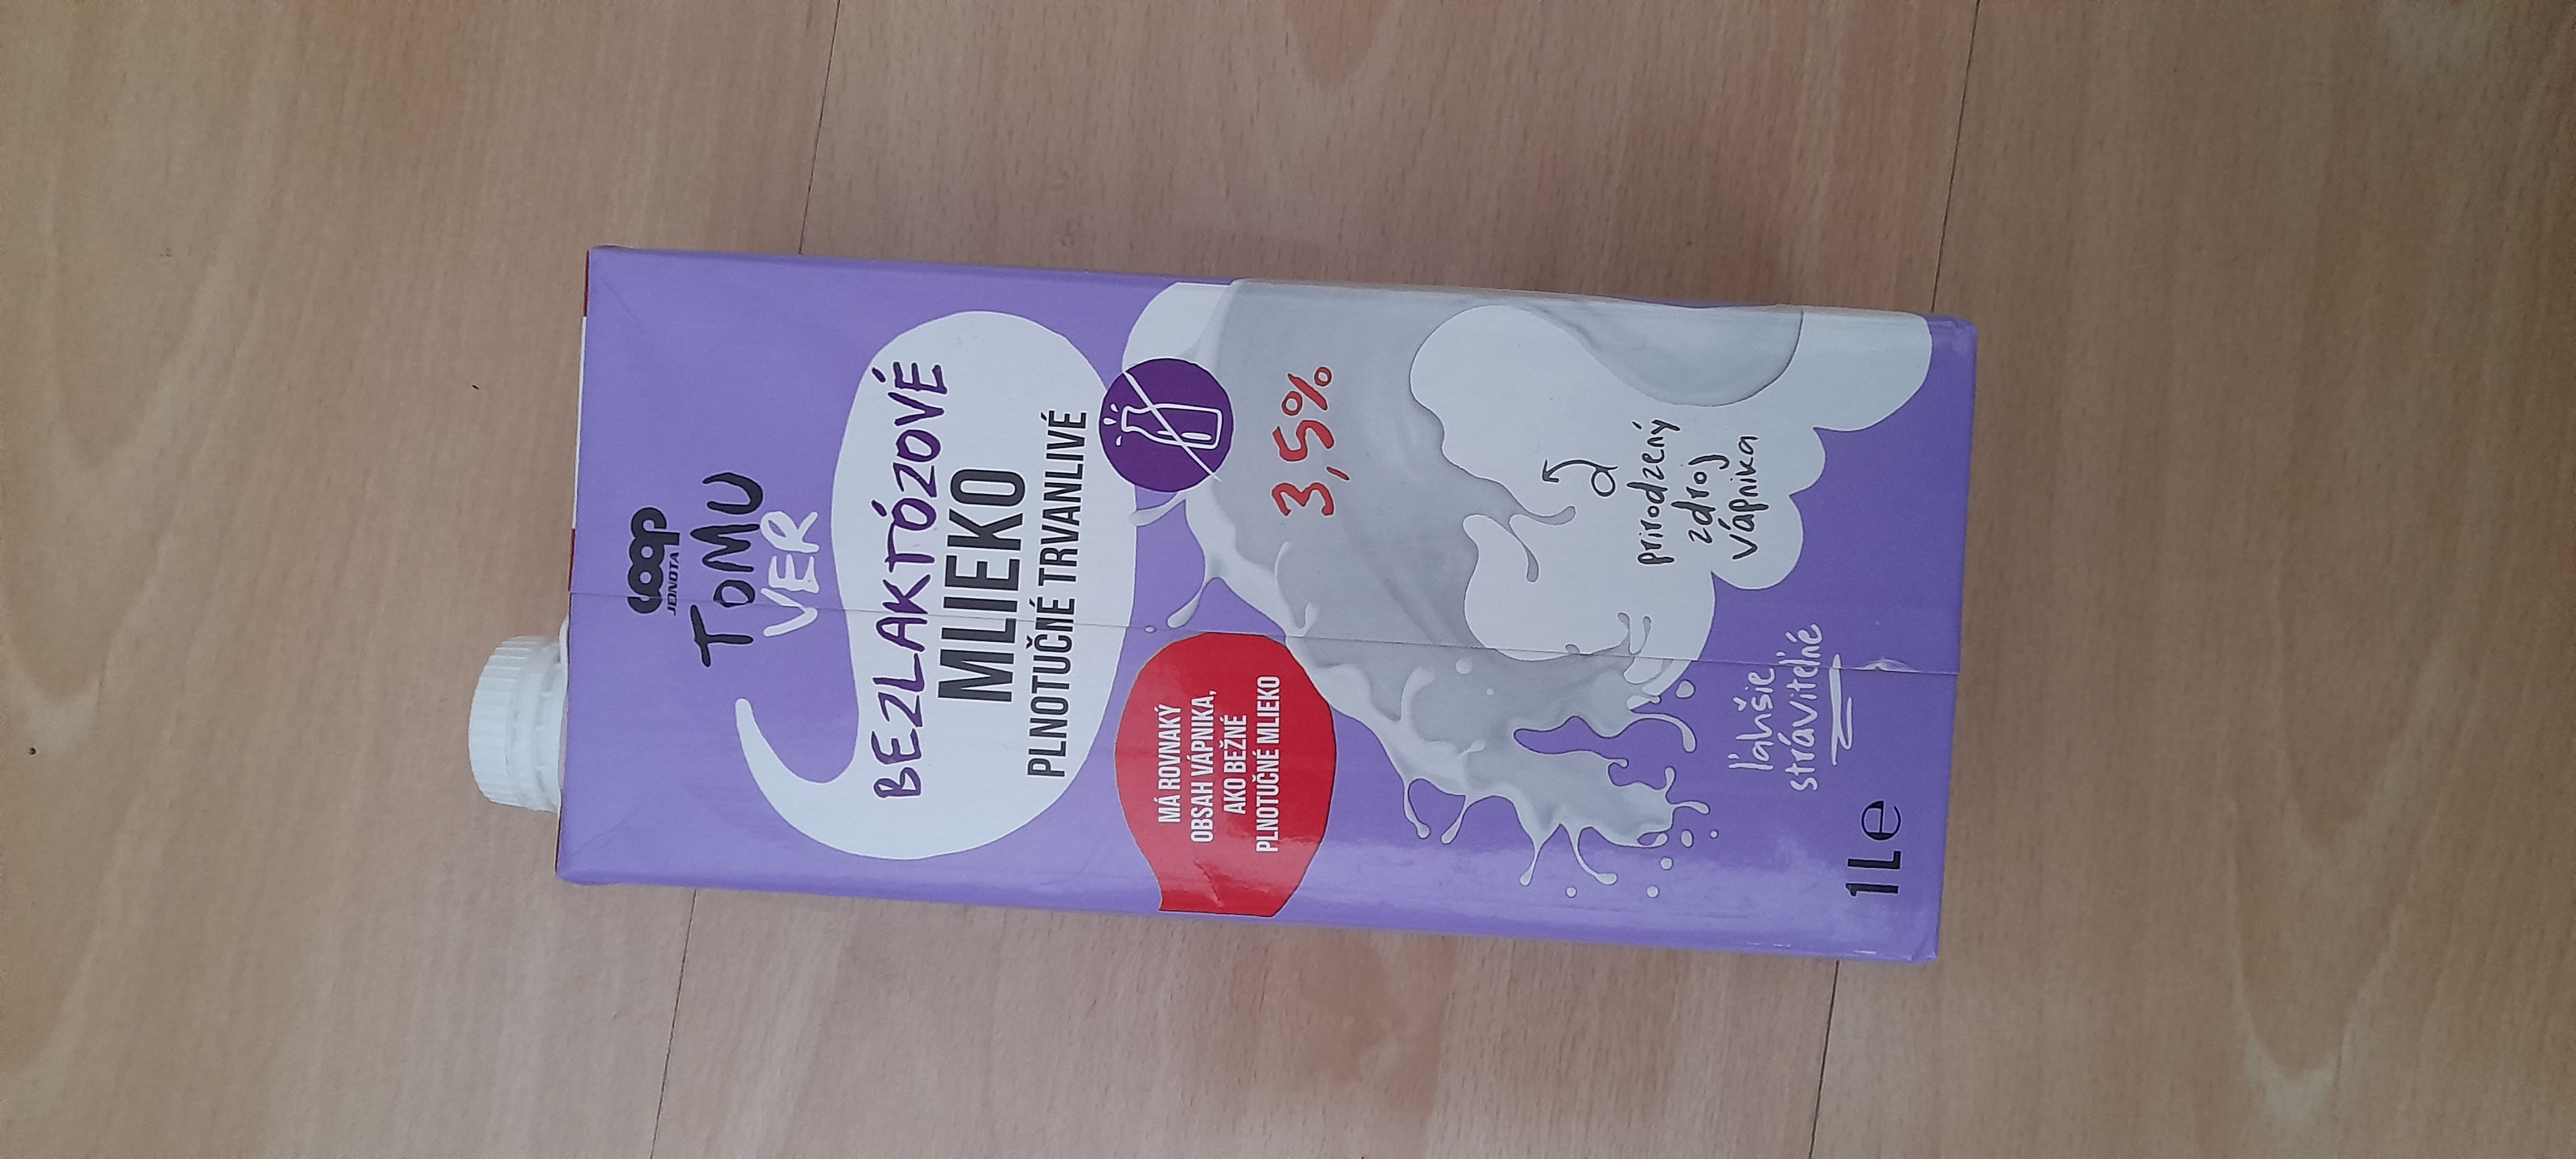 COOP
JEDNOTA
TOMU
VER
BEZLAKTÓZOVÉ
MLIEKO
PLNOTUČNÉ TRVANLIVÉ
MÁ ROVNAKÝ
OBSAH VÁPNIKA,
AKO BEŽNÉ
PLNOTUČNÉ MLIEKO
3,5%
prirodzený
zdroj
vápnika
ľahšie
stráviteľné
1L e